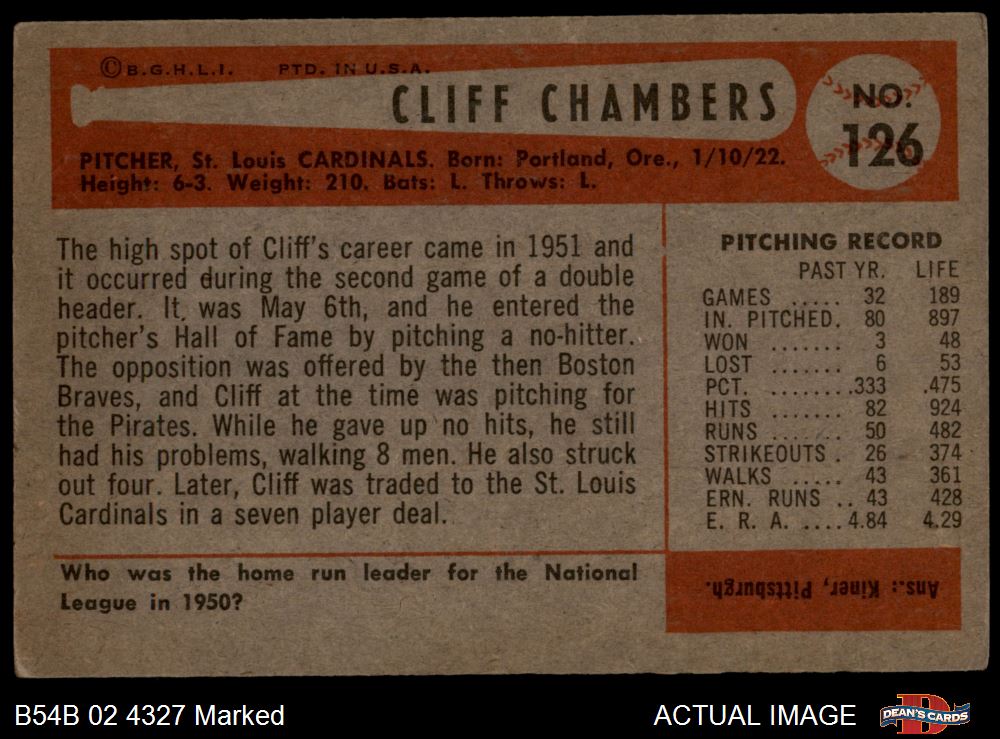 ©B.G.H.L.I. PTD. IN U.S.A.
CLIFF CHAMBERS
NO.
126
PITCHER, St. Louis CARDINALS. Born: Portland, Ore., 1/10/22.
Height: 6-3. Weight: 210. Bats: L. Throws: L.
The high spot of Cliff's career came in 1951 and
it occurred during the second game of a double
header. It was May 6th, and he entered the
pitcher's Hall of Fame by pitching a no-hitter.
The opposition was offered by the then Boston
Braves, and Cliff at the time was pitching for
the Pirates. While he gave up no hits, he still
had his problems, walking 8 men. He also struck
out four. Later, Cliff was traded to the St. Louis
Cardinals in a seven player deal.
PITCHING RECORD
PAST YR. LIFE
GAMES ..... 32 189
IN. PITCHED. 80 897
WON ....... 3 48
LOST ....... 6 53
PCT. ........333 .475
HITS ....... 82 924
RUNS ....... 50 482
STRIKEOUTS . 26 374
WALKS ..... 43 361
ERN. RUNS .. 43 428
E. R. A. ....4.84 4.29
Who was the home run leader for the National
League in 1950?
Ans.: Kiner, Pittsburgh.
B54B 02 4327 Marked
ACTUAL IMAGE
D
DEAN'S CARDS